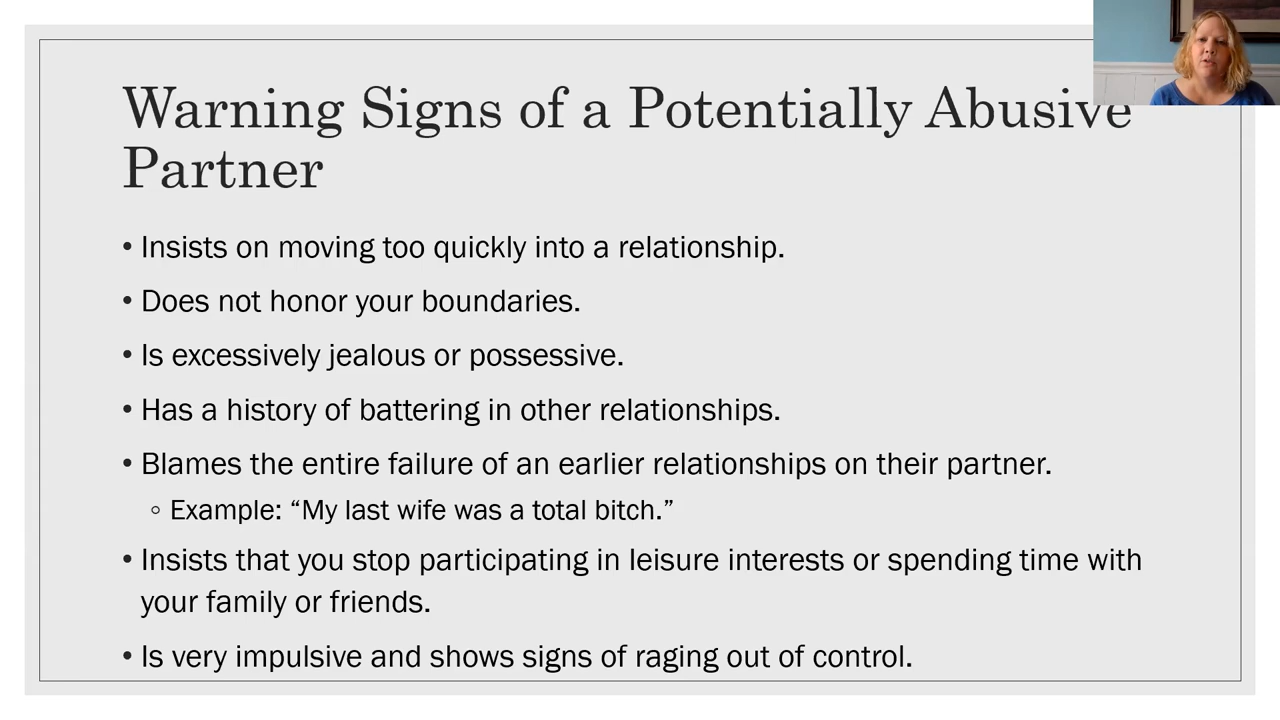 Warning Signs of a Potentially Abusive
Partner
• Insists on moving too quickly into a relationship.
• Does not honor your boundaries.
• Is excessively jealous or possessive.
• Has a history of battering in other relationships.
• Blames the entire failure of an earlier relationships on their partner.
◦ Example: “My last wife was a total bitch.”
• Insists that you stop participating in leisure interests or spending time with
your family or friends.
• Is very impulsive and shows signs of raging out of control.